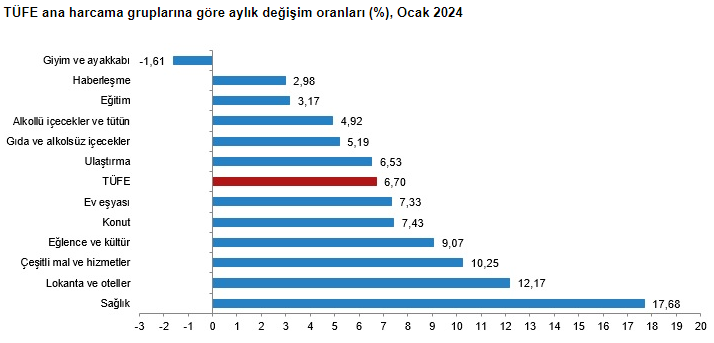 TÜFE ana harcama gruplarına göre aylık değişim oranları (%), Ocak 2024
Giyim ve ayakkabı -1,61
Haberleşme 2,98
Eğitim 3,17
Alkollü içecekler ve tütün 4,92
Gıda ve alkolsüz içecekler 5,19
Ulaştırma 6,53
TÜFE 6,70
Ev eşyası 7,33
Konut 7,43
Eğlence ve kültür 9,07
Çeşitli mal ve hizmetler 10,25
Lokanta ve oteller 12,17
Sağlık 17,68
-3 -2 -1 0 1 2 3 4 5 6 7 8 9 10 11 12 13 14 15 16 17 18 19 20